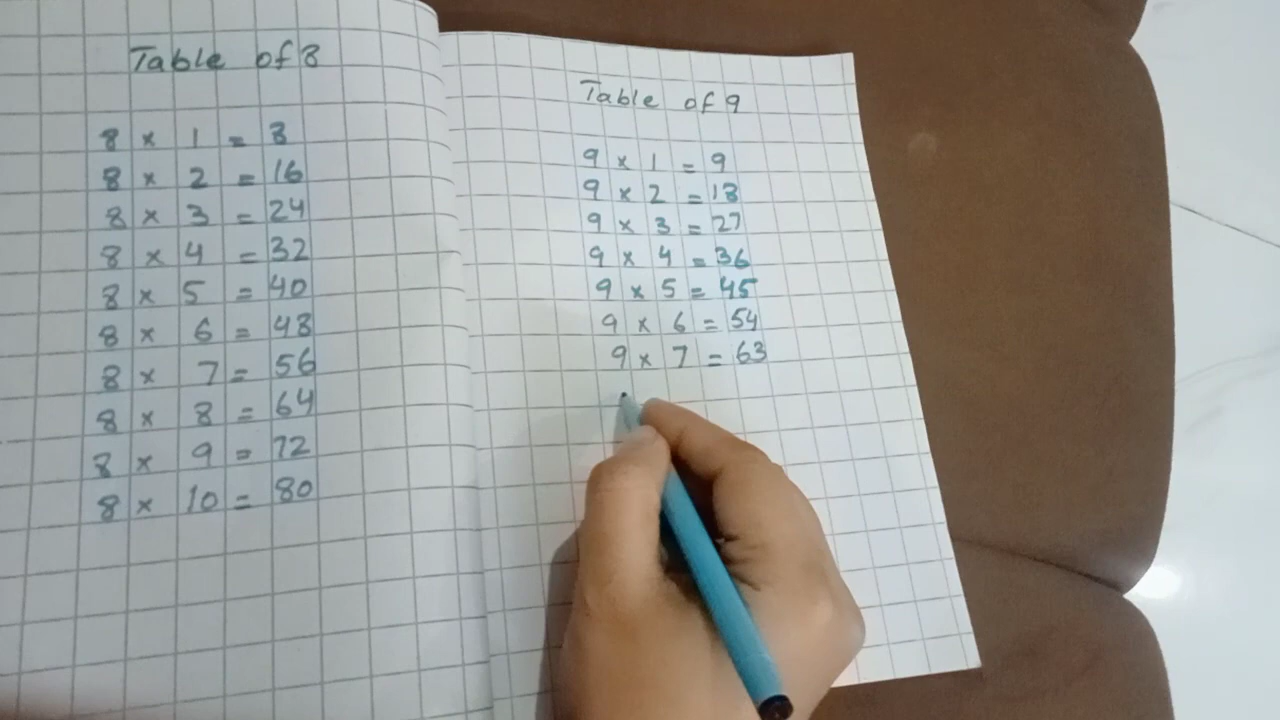 Table of 8
8 × 1 = 8
8 × 2 = 16
8 × 3 = 24
8 × 4 = 32
8 × 5 = 40
8 × 6 = 48
8 × 7 = 56
8 × 8 = 64
8 × 9 = 72
8 × 10 = 80
Table of 9
9 × 1 = 9
9 × 2 = 18
9 × 3 = 27
9 × 4 = 36
9 × 5 = 45
9 × 6 = 54
9 × 7 = 63